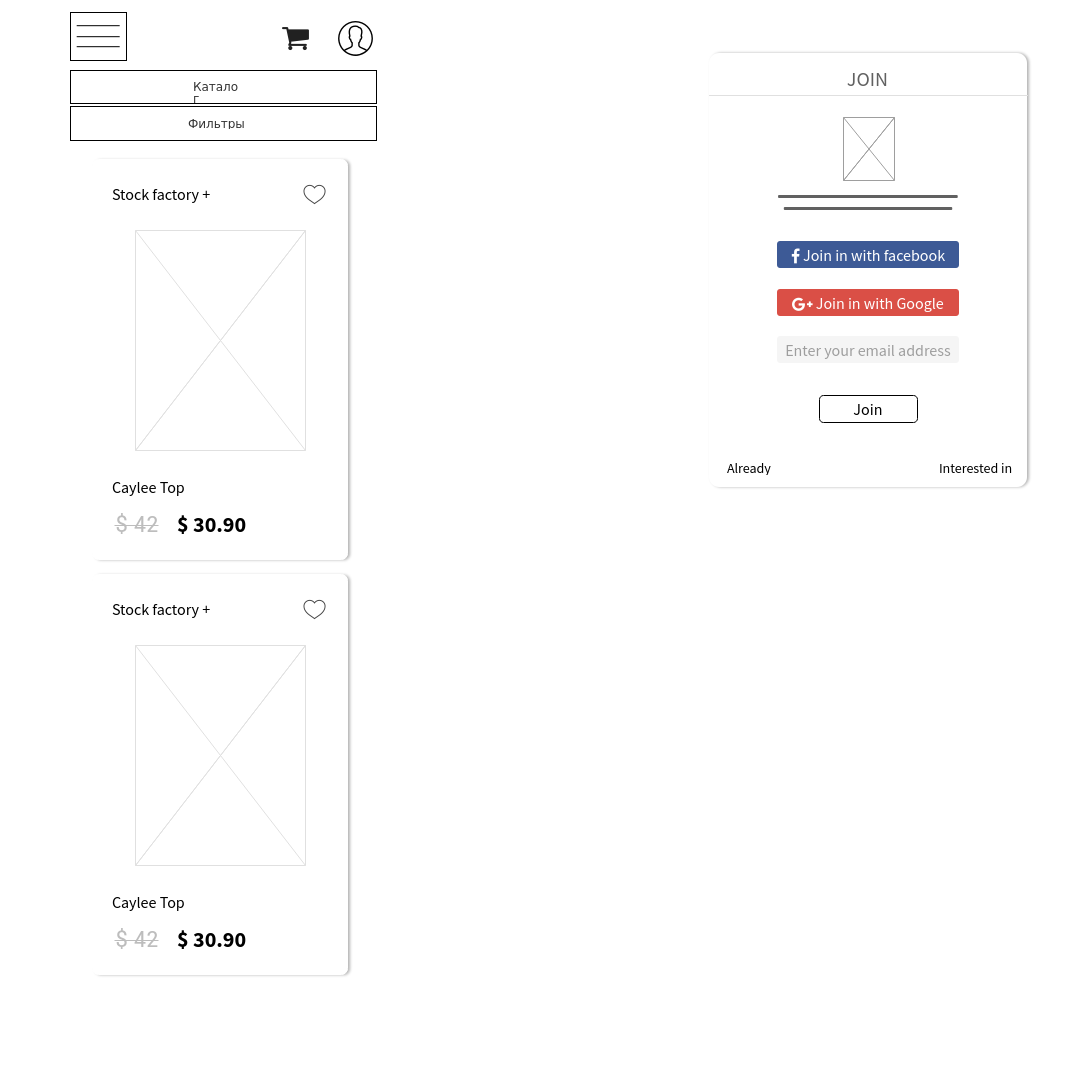 Катало
г
Фильтры
Stock factory +
Caylee Top
$ 42 $ 30.90
Stock factory +
Caylee Top
$ 42 $ 30.90
JOIN
Join in with facebook
G+ Join in with Google
Enter your email address
Join
Already Interested in